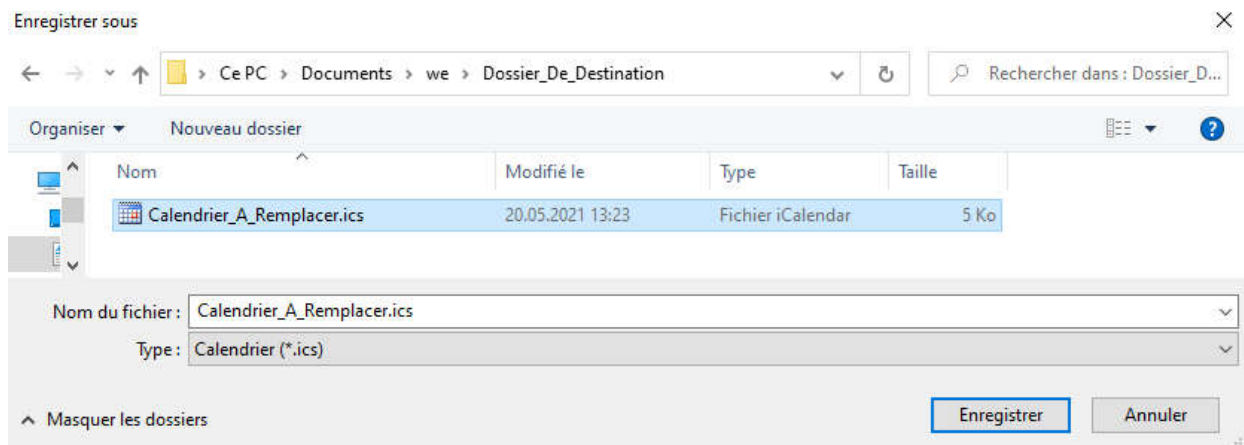 Enregistrer sous
Ce PC > Documents > we > Dossier_De_Destination
Rechercher dans : Dossier_D...
Organiser
Nouveau dossier
Nom Modifié le Type Taille
Calendrier_A_Remplacer.ics 20.05.2021 13:23 Fichier iCalendar 5 Ko
Nom du fichier : Calendrier_A_Remplacer.ics
Type : Calendrier (*.ics)
Masquer les dossiers
Enregistrer
Annuler